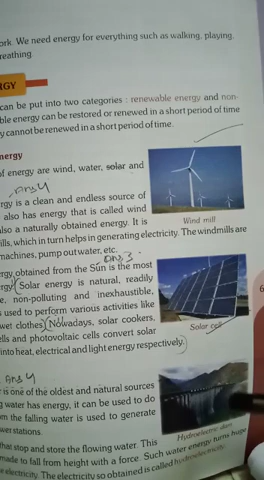 ork. We need energy for everything such as walking, playing,
reathing.
RGY
can be put into two categories : renewable energy and non-
ble energy can be restored or renewed in a short period of time
y cannot be renewed in a short period of time.
nergy
of energy are wind, water, solar and
Ans 4
rgy is a clean and endless source of
also has energy that is called wind
lso a naturally obtained energy. It is
Wind mill
ills, which in turn helps in generating electricity. The windmills are
machines, pump out water, etc.
Ans 3.
rgy obtained from the Sun is the most
rgy. Solar energy is natural, readily
e, non-polluting and inexhaustible,
s used to perform various activities like
wet clothes. Nowadays, solar cookers,
Solar cell
ells and photovoltaic cells convert solar
into heat, electrical and light energy respectively.
Ans 4
r is one of the oldest and natural sources
g water has energy, it can be used to do
m the falling water is used to generate
wer stations.
Hydroelectric dam
hat stop and store the flowing water. This
made to fall from height with a force. Such water energy turns huge
e electricity. The electricity so obtained is called hydroelectricity.
6